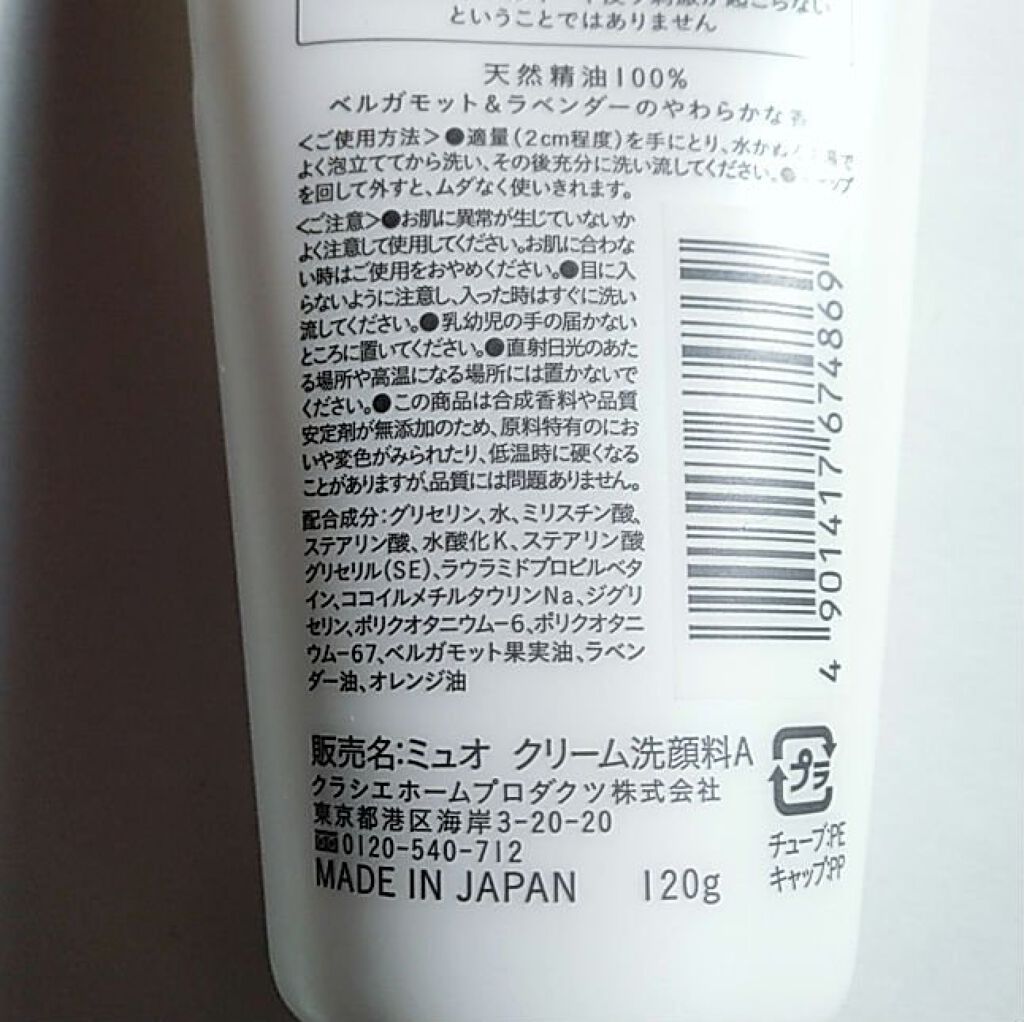 ということではありません
天然精油100%
ベルガモット&ラベンダーのやわらかな
<ご使用方法>●適量(2cm程度)を手にとり、水か
よく泡立ててから洗い、その後充分に洗い流してください。●キャップ
を回して外すと、ムダなく使いきれます。
<ご注意>●お肌に異常が生じていないか
よく注意して使用してください。お肌に合わな
い時はご使用をおやめください。●目に入
らないように注意し、入った時はすぐに洗い
流してください。●乳幼児の手の届かない
ところに置いてください。●直射日光のあた
る場所や高温になる場所には置かないで
ください。●この商品は合成香料や品質
安定剤が無添加のため、原料特有のにお
いや変色がみられたり、低温時に硬くなる
ことがありますが、品質には問題ありません。
配合成分:グリセリン、水、ミリスチン酸、
ステアリン酸、水酸化K、ステアリン酸
グリセリル(SE)、ラウラミドプロピルベタ
イン、ココイルメチルタウリンNa、ジグリ
セリン、ポリクオタニウム-6、ポリクオタニ
ウム-67、ベルガモット果実油、ラベン
ダー油、オレンジ油
4 901417 674869
販売名:ミュオ クリーム洗顔料A
クラシエホームプロダクツ株式会社
東京都港区海岸3-20-20
0120-540-712
MADE IN JAPAN 120g
プラ
チューブ:PE
キャップ:PP